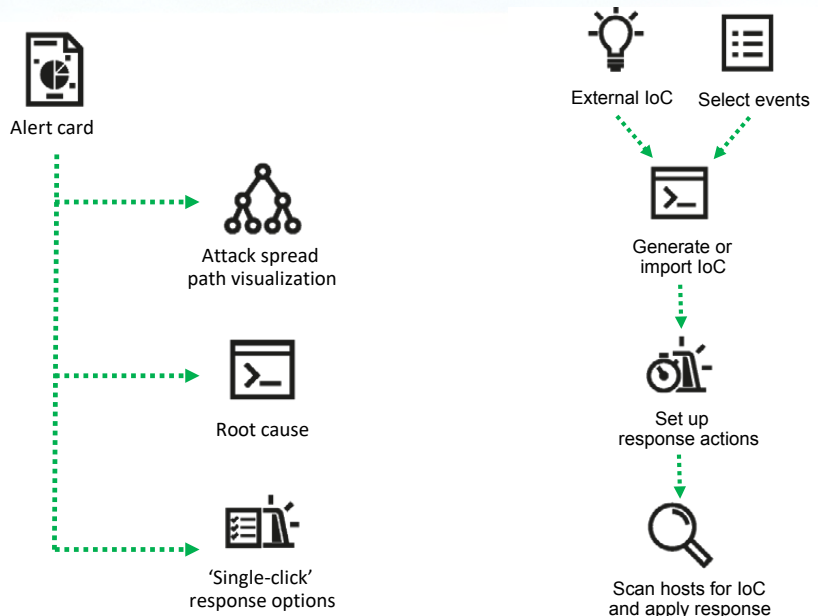 Alert card
Attack spread
path visualization
Root cause
‘Single-click’
response options
External IoC
Select events
Generate or
import IoC
Set up
response actions
Scan hosts for IoC
and apply response